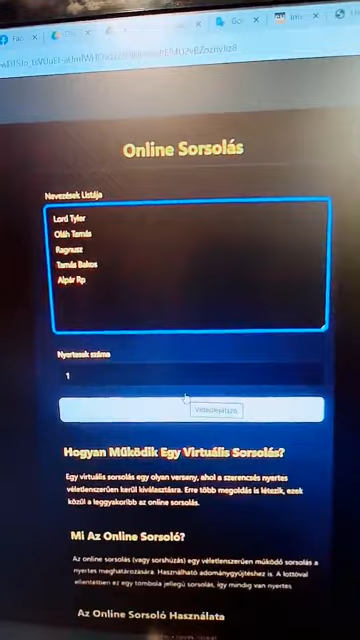 Online Sorsolás
Nevezések Listája
Lord Tyler
Oláh Tamás
Ragnusz
Tamás Bakos
Alpár Rp
Nyertesek száma
1
Hogyan Működik Egy Virtuális Sorsolás?
Egy virtuális sorsolás egy olyan verseny, ahol a szerencsés nyertes
véletlenszerűen kerül kiválasztásra. Erre több megoldás is létezik, ezek
közül a leggyakoribb az online sorsolás.
Mi Az Online Sorsoló?
Az online sorsolás (vagy sorshúzás) egy véletlenszerűen működő sorsolás a
nyertes meghatározására. Használható adománygyűjtéshez is. A lottóval
ellentétben ez egy tombola jellegű sorsolás, így mindig van nyertes
Az Online Sorsoló Használata